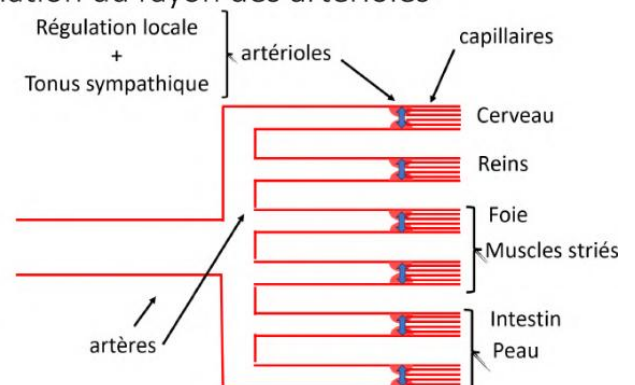 Régulation locale
+
Tonus sympathique
artérioles
capillaires
Cerveau
Reins
Foie
Muscles striés
Intestin
Peau
artères